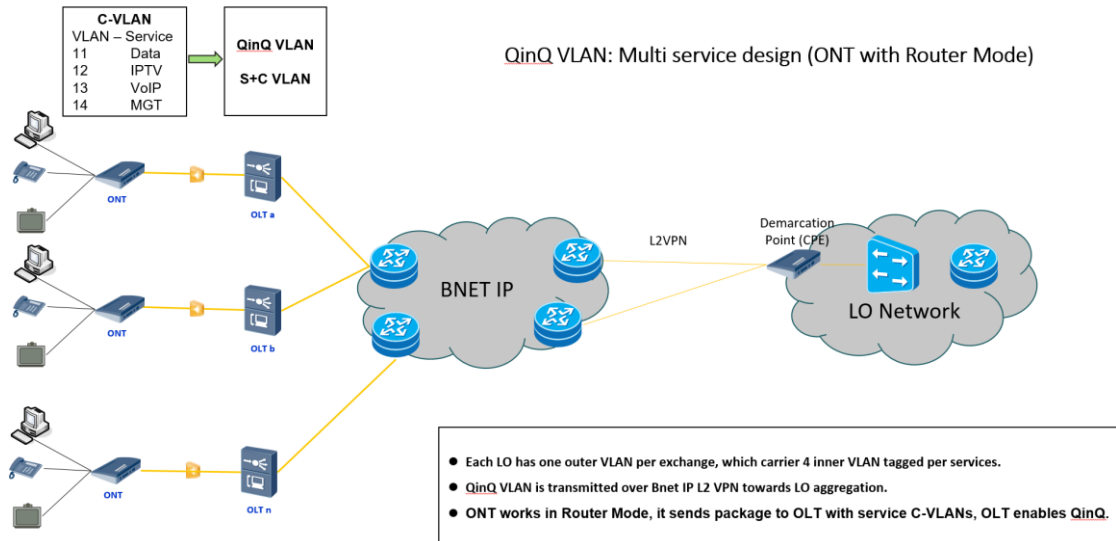 C-VLAN
VLAN – Service
11 Data
12 IPTV
13 VoIP
14 MGT
QinQ VLAN
S+C VLAN
QinQ VLAN: Multi service design (ONT with Router Mode)
ONT
OLT a
ONT
OLT b
ONT
OLT n
BNET IP
L2VPN
Demarcation
Point (CPE)
LO Network
● Each LO has one outer VLAN per exchange, which carrier 4 inner VLAN tagged per services.
● QinQ VLAN is transmitted over Bnet IP L2 VPN towards LO aggregation.
● ONT works in Router Mode, it sends package to OLT with service C-VLANs, OLT enables QinQ.